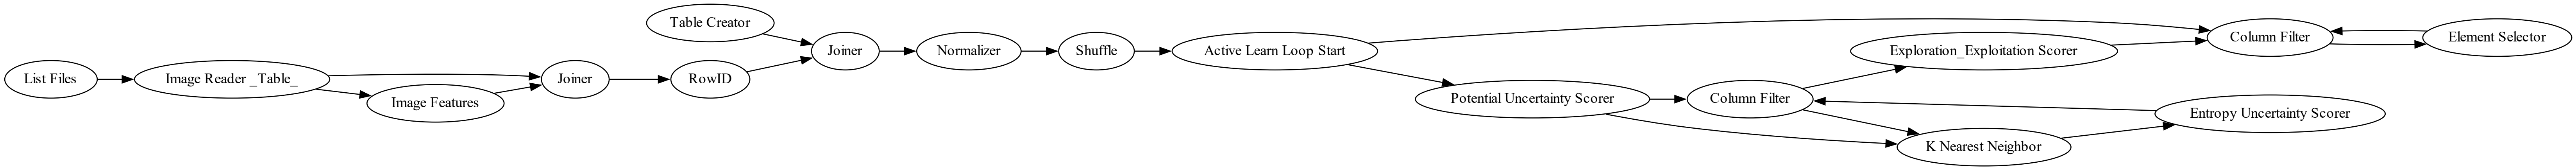 List Files
Image Reader _Table_
Image Features
Joiner
RowID
Table Creator
Joiner
Normalizer
Shuffle
Active Learn Loop Start
Potential Uncertainty Scorer
Column Filter
Exploration_Exploitation Scorer
K Nearest Neighbor
Entropy Uncertainty Scorer
Column Filter
Element Selector